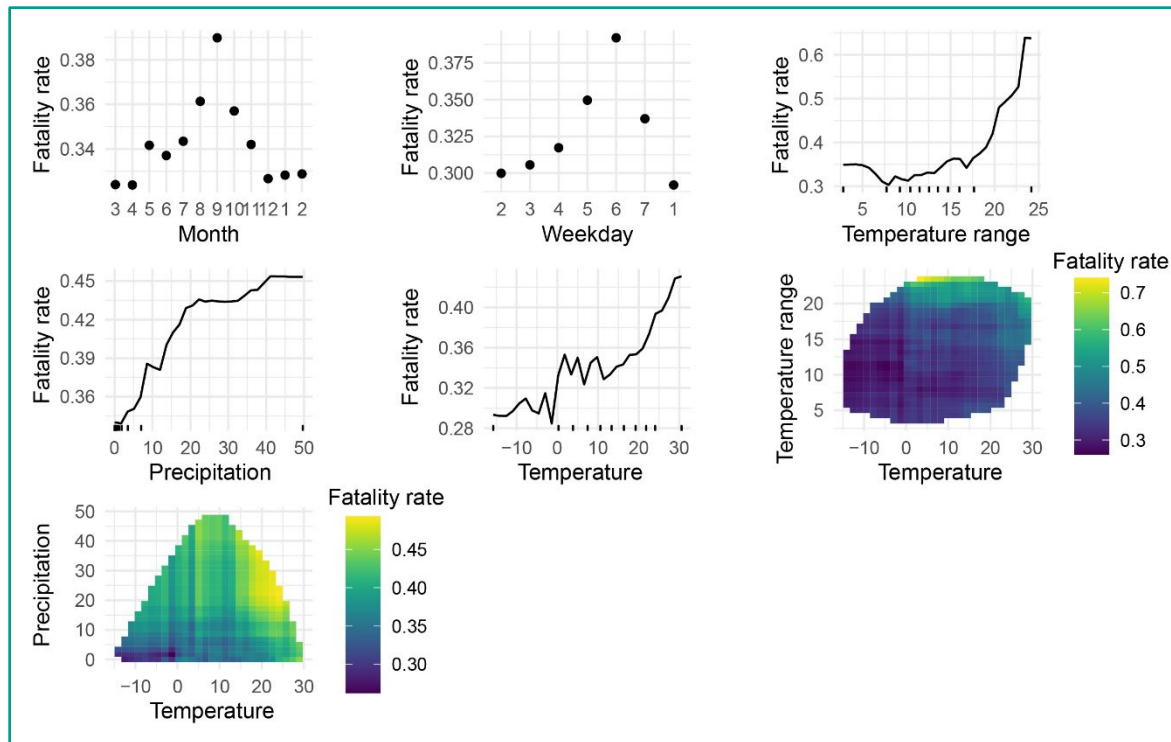 Fatality rate
0.38
0.36
0.34
3 4 5 6 7 8 9 10 11 12 1 2
Month
Fatality rate
0.375
0.350
0.325
0.300
2 3 4 5 6 7 1
Weekday
Fatality rate
0.6
0.5
0.4
0.3
5 10 15 20 25
Temperature range
Fatality rate
0.45
0.42
0.39
0.36
0 10 20 30 40 50
Precipitation
Fatality rate
0.40
0.36
0.32
0.28
−10 0 10 20 30
Temperature
Temperature range
20
15
10
5
−10 0 10 20 30
Temperature
Fatality rate
0.7
0.6
0.5
0.4
0.3
Precipitation
50
40
30
20
10
0
−10 0 10 20 30
Temperature
Fatality rate
0.45
0.40
0.35
0.30